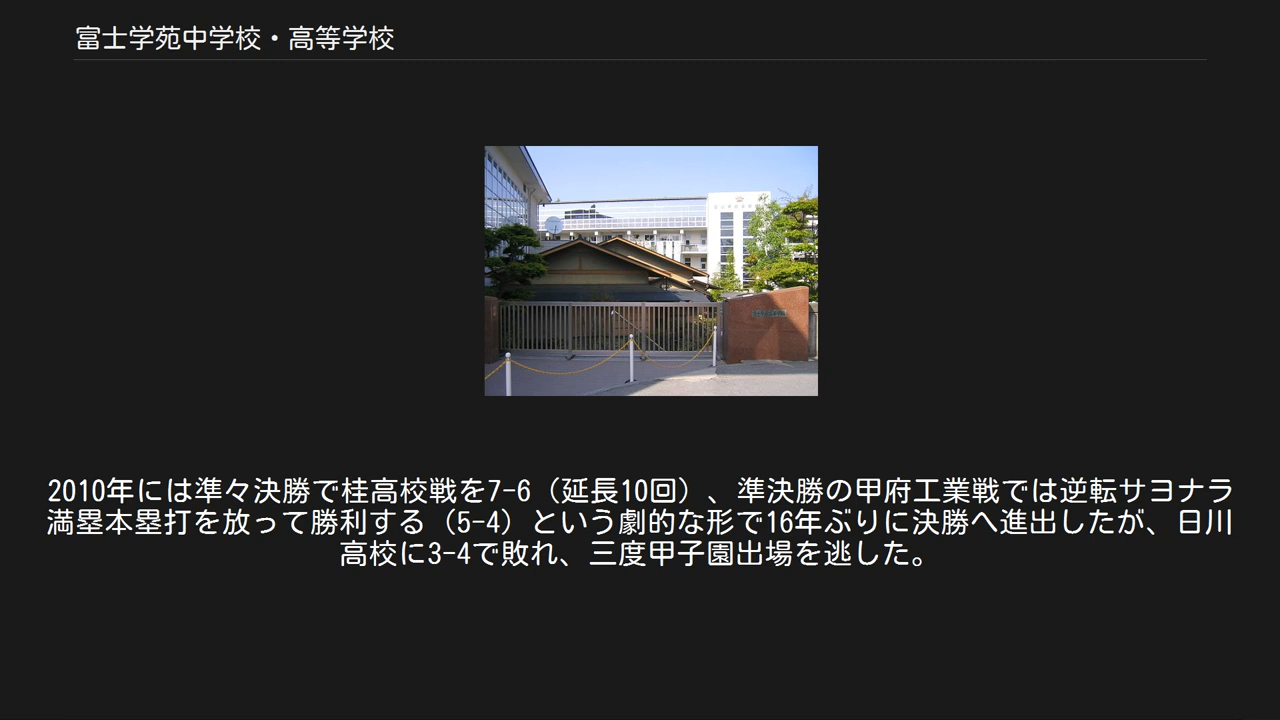 富士学苑中学校・高等学校
2010年には準々決勝で桂高校戦を7-6（延長10回）、準決勝の甲府工業戦では逆転サヨナラ
満塁本塁打を放って勝利する（5-4）という劇的な形で16年ぶりに決勝へ進出したが、日川
高校に3-4で敗れ、三度甲子園出場を逃した。